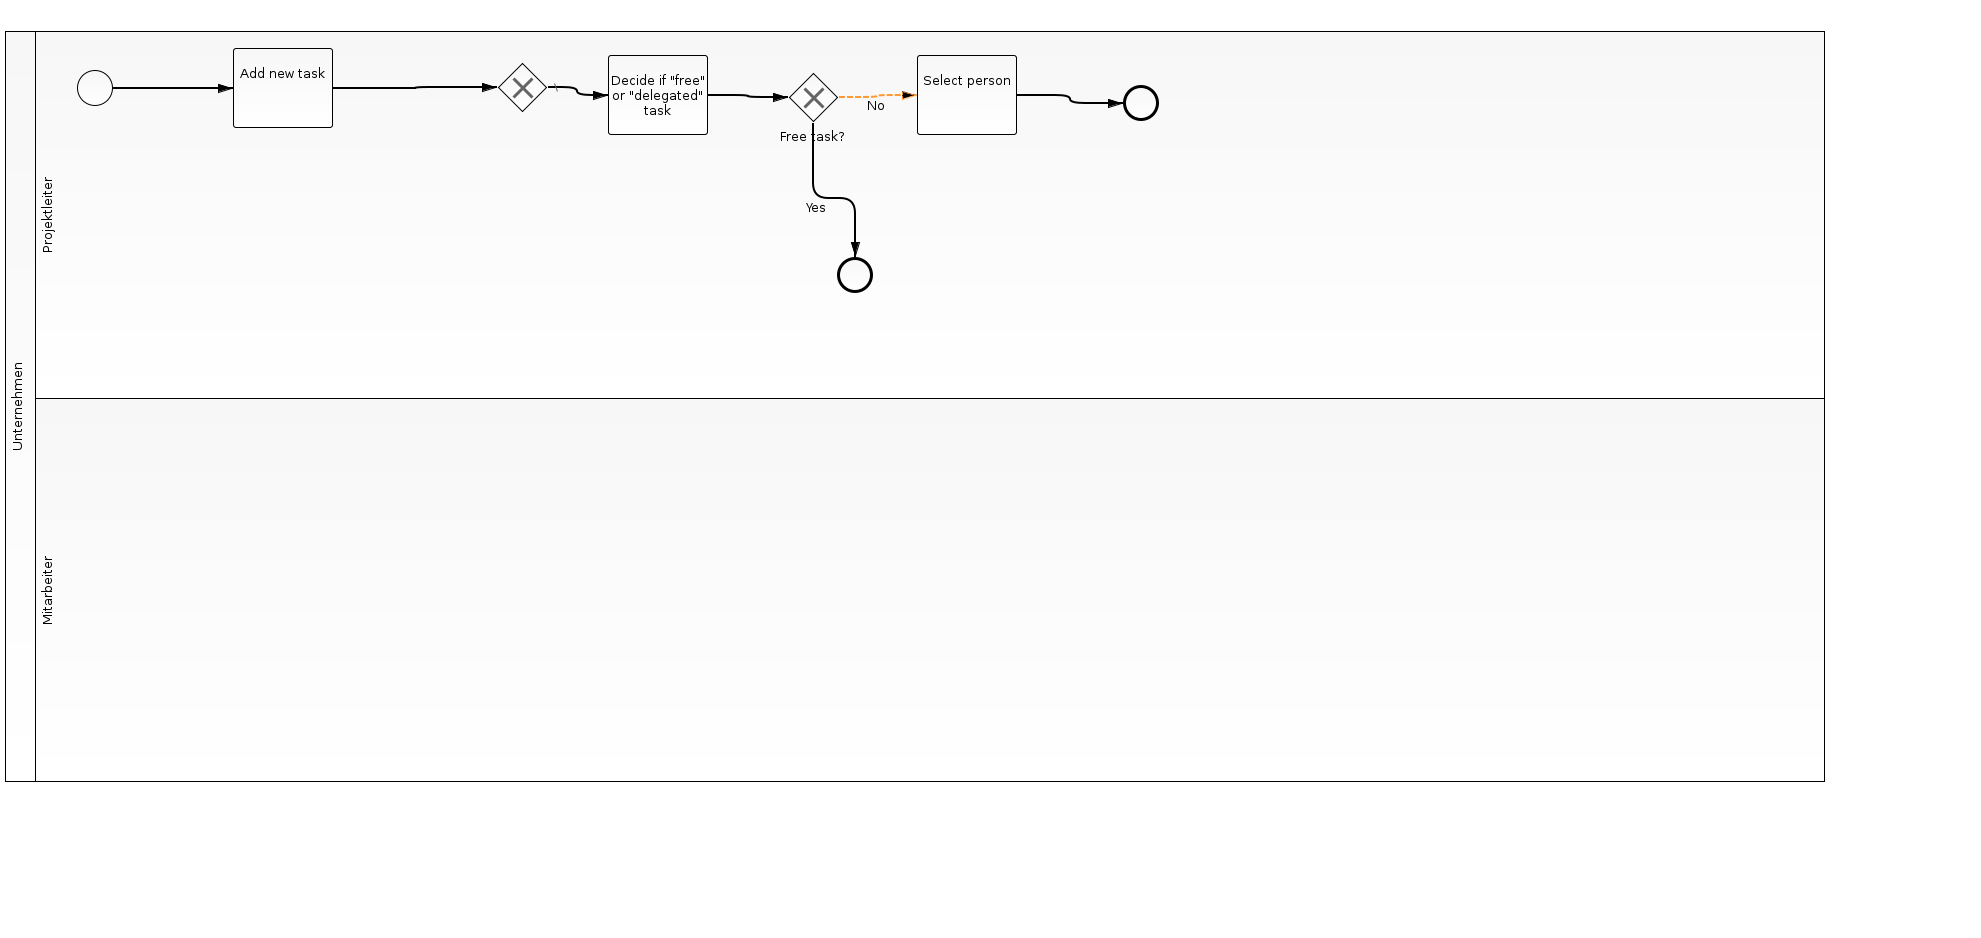 Unternehmen
Projektleiter
Add new task
Decide if "free"
or "delegated"
task
Free task?
No
Yes
Select person
Mitarbeiter